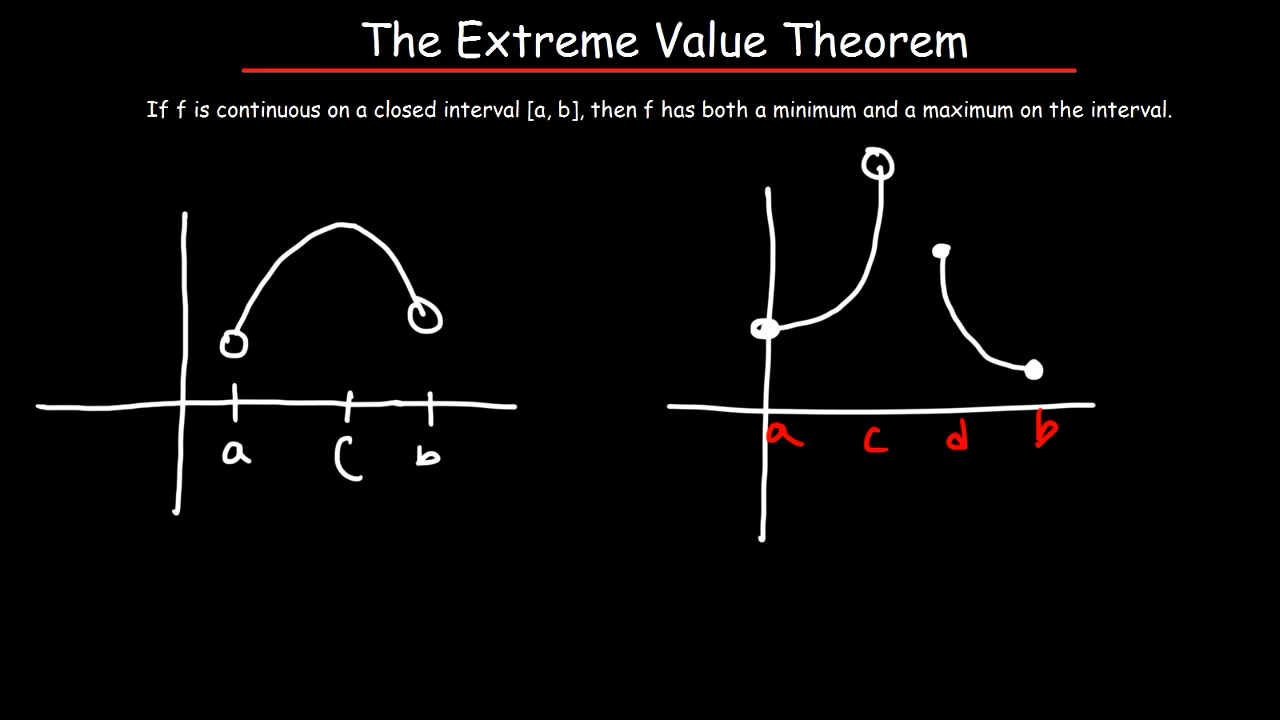 The Extreme Value Theorem
If f is continuous on a closed interval [a, b], then f has both a minimum and a maximum on the interval.
a c b
a c d b